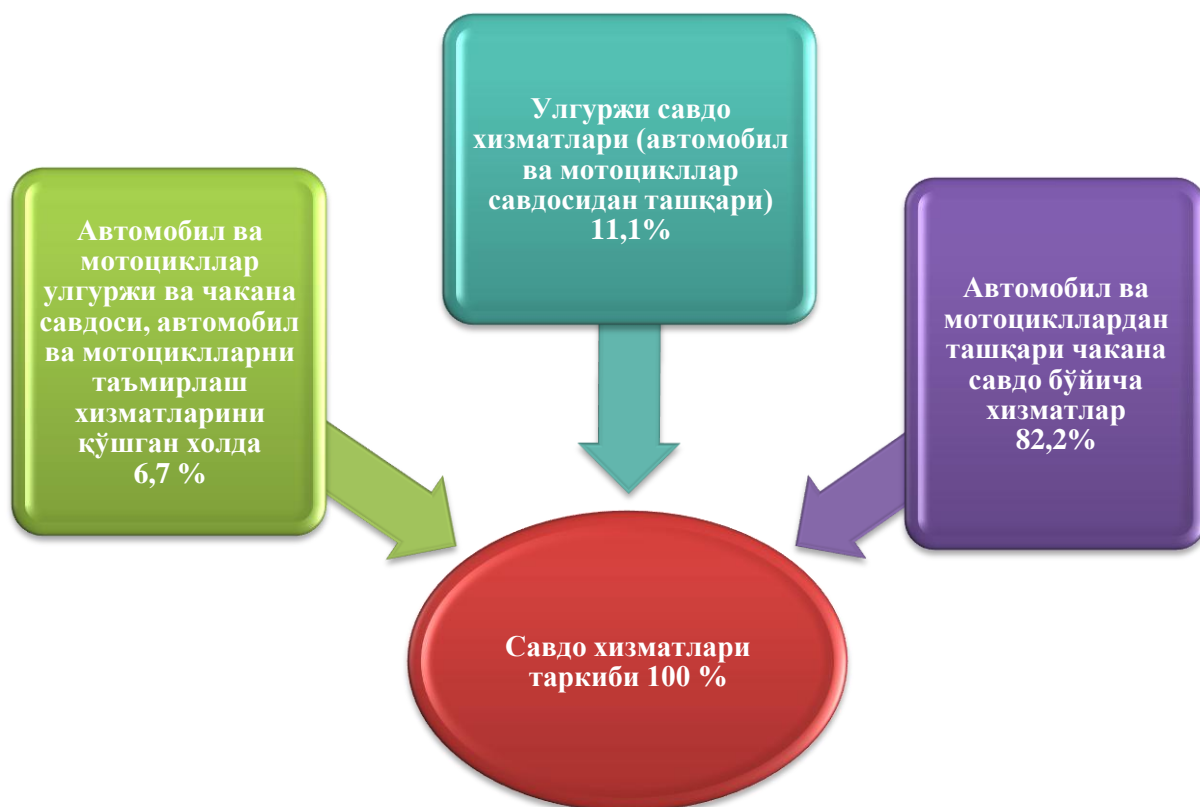 Автомобил ва
мотоцикллар
улгуржи ва чакана
савдоси, автомобил
ва мотоциклларни
таъмирлаш
хизматларини
қўшган холда
6,7 %
Улгуржи савдо
хизматлари (автомобил
ва мотоцикллар
савдосидан ташқари)
11,1%
Автомобил ва
мотоцикллардан
ташқари чакана
савдо бўйича
хизматлар
82,2%
Савдо хизматлари
таркиби 100 %